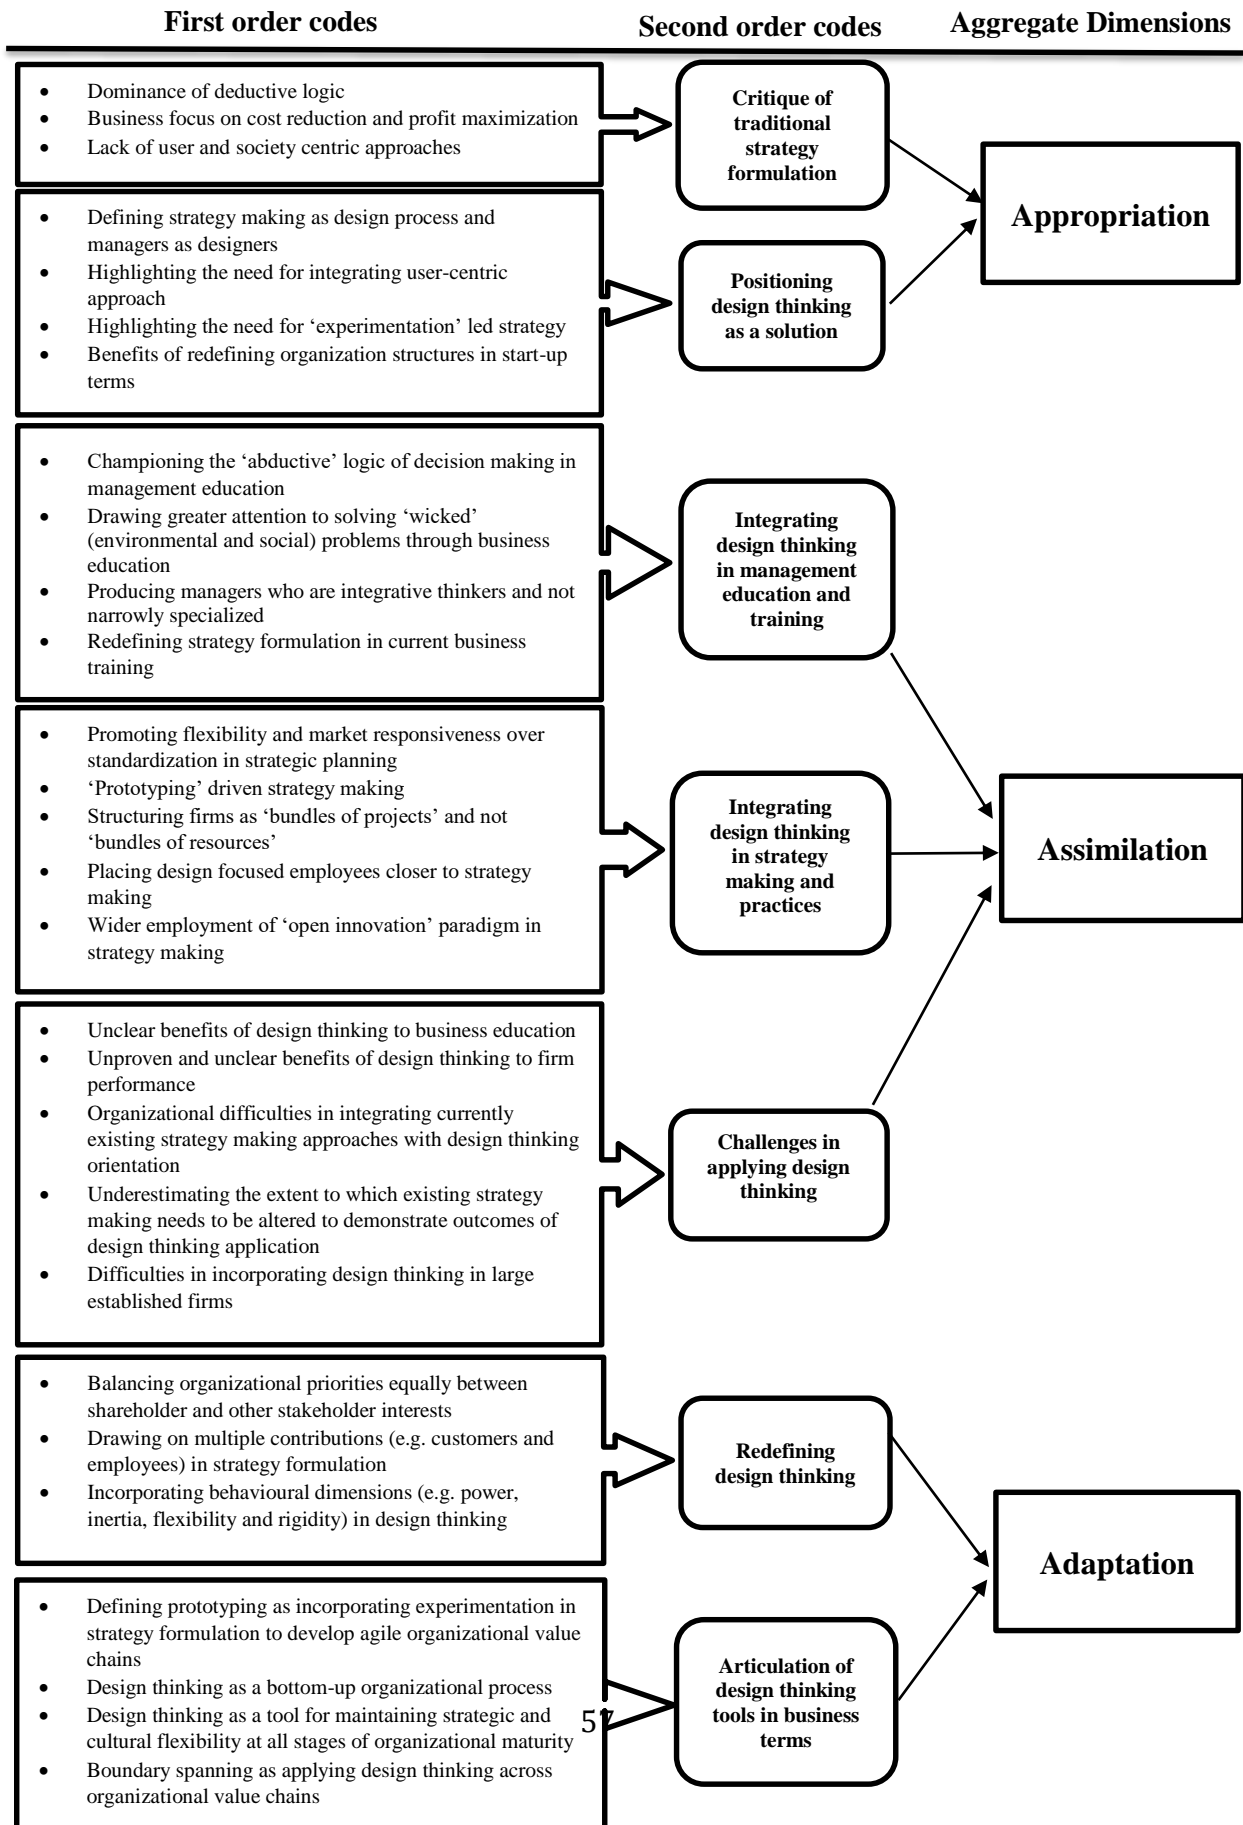 First order codes
Second order codes
Aggregate Dimensions
• Dominance of deductive logic
• Business focus on cost reduction and profit maximization
• Lack of user and society centric approaches
Critique of
traditional
strategy
formulation
Appropriation
• Defining strategy making as design process and
managers as designers
• Highlighting the need for integrating user-centric
approach
• Highlighting the need for ‘experimentation’ led strategy
• Benefits of redefining organization structures in start-up
terms
Positioning
design thinking
as a solution
• Championing the ‘abductive’ logic of decision making in
management education
• Drawing greater attention to solving ‘wicked’
(environmental and social) problems through business
education
• Producing managers who are integrative thinkers and not
narrowly specialized
• Redefining strategy formulation in current business
training
Integrating
design thinking
in management
education and
training
• Promoting flexibility and market responsiveness over
standardization in strategic planning
• ‘Prototyping’ driven strategy making
• Structuring firms as ‘bundles of projects’ and not
‘bundles of resources’
• Placing design focused employees closer to strategy
making
• Wider employment of ‘open innovation’ paradigm in
strategy making
Integrating
design thinking
in strategy
making and
practices
Assimilation
• Unclear benefits of design thinking to business education
• Unproven and unclear benefits of design thinking to firm
performance
• Organizational difficulties in integrating currently
existing strategy making approaches with design thinking
orientation
• Underestimating the extent to which existing strategy
making needs to be altered to demonstrate outcomes of
design thinking application
• Difficulties in incorporating design thinking in large
established firms
Challenges in
applying design
thinking
• Balancing organizational priorities equally between
shareholder and other stakeholder interests
• Drawing on multiple contributions (e.g. customers and
employees) in strategy formulation
• Incorporating behavioural dimensions (e.g. power,
inertia, flexibility and rigidity) in design thinking
Redefining
design thinking
Adaptation
• Defining prototyping as incorporating experimentation in
strategy formulation to develop agile organizational value
chains
• Design thinking as a bottom-up organizational process
• Design thinking as a tool for maintaining strategic and
cultural flexibility at all stages of organizational maturity
• Boundary spanning as applying design thinking across
organizational value chains
Articulation of
design thinking
tools in business
terms
57